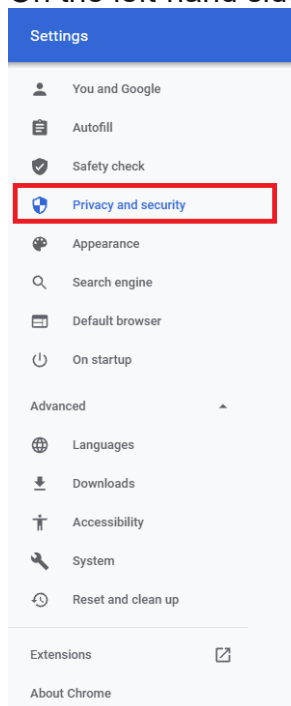 Settings
You and Google
Autofill
Safety check
Privacy and security
Appearance
Search engine
Default browser
On startup
Advanced
Languages
Downloads
Accessibility
System
Reset and clean up
Extensions
About Chrome